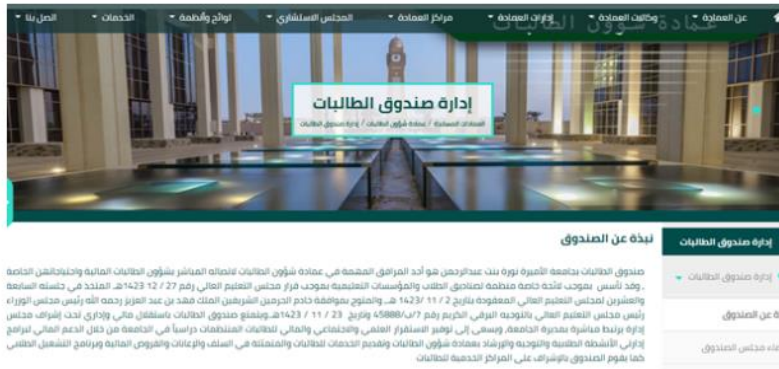 عن العمادة
وكالات العمادة
إدارات العمادة
مراكز العمادة
المجلس الاستشاري
لوائح وأنظمة
الخدمات
اتصل بنا
عمادة شؤون الطالبات
إدارة صندوق الطالبات
العمادات المساندة / عمادة شؤون الطالبات / إدارة صندوق الطالبات
إدارة صندوق الطالبات
إدارة صندوق الطالبات
عن الصندوق
مجلس الصندوق
نبذة عن الصندوق
صندوق الطالبات بجامعة الأميرة نورة بنت عبدالرحمن هو أحد المرافق المهمة في عمادة شؤون الطالبات لاتصاله المباشر بشؤون الطالبات المالية واحتياجاتهن الخاصة
, وقد تأسس بموجب لائحة خاصة منظمة لصناديق الطلاب والمؤسسات التعليمية بموجب قرار مجلس التعليم العالي رقم 27 / 12 1423هـ المتخذ في جلسته السابعة
والعشرين لمجلس التعليم العالي المعقودة بتاريخ 2 / 11 / 1423 هـ، والمتوج بموافقة خادم الحرمين الشريفين الملك فهد بن عبد العزيز رحمه الله رئيس مجلس الوزراء
رئيس مجلس التعليم العالي بالتوجيه البرقي الكريم رقم 7/ب/45888 وتاريخ 23 / 11 / 1423هـ.ويتمتع صندوق الطالبات باستقلال مالي وإداري تحت إشراف مجلس
إدارة يرتبط مباشرة بمديرة الجامعة, ويسعى إلى توفير الاستقرار العلمي والاجتماعي والمالي للطالبات المنتظمات دراسياً في الجامعة من خلال الدعم المالي لبرامج
إدارتي الأنشطة الطلابية والتوجيه والإرشاد بعمادة شؤون الطالبات وتقديم الخدمات للطالبات والمتمثلة في السلف والإعانات والقروض المالية وبرنامج التشغيل الطلابي
كما يقوم الصندوق بالإشراف على المراكز الخدمية للطالبات